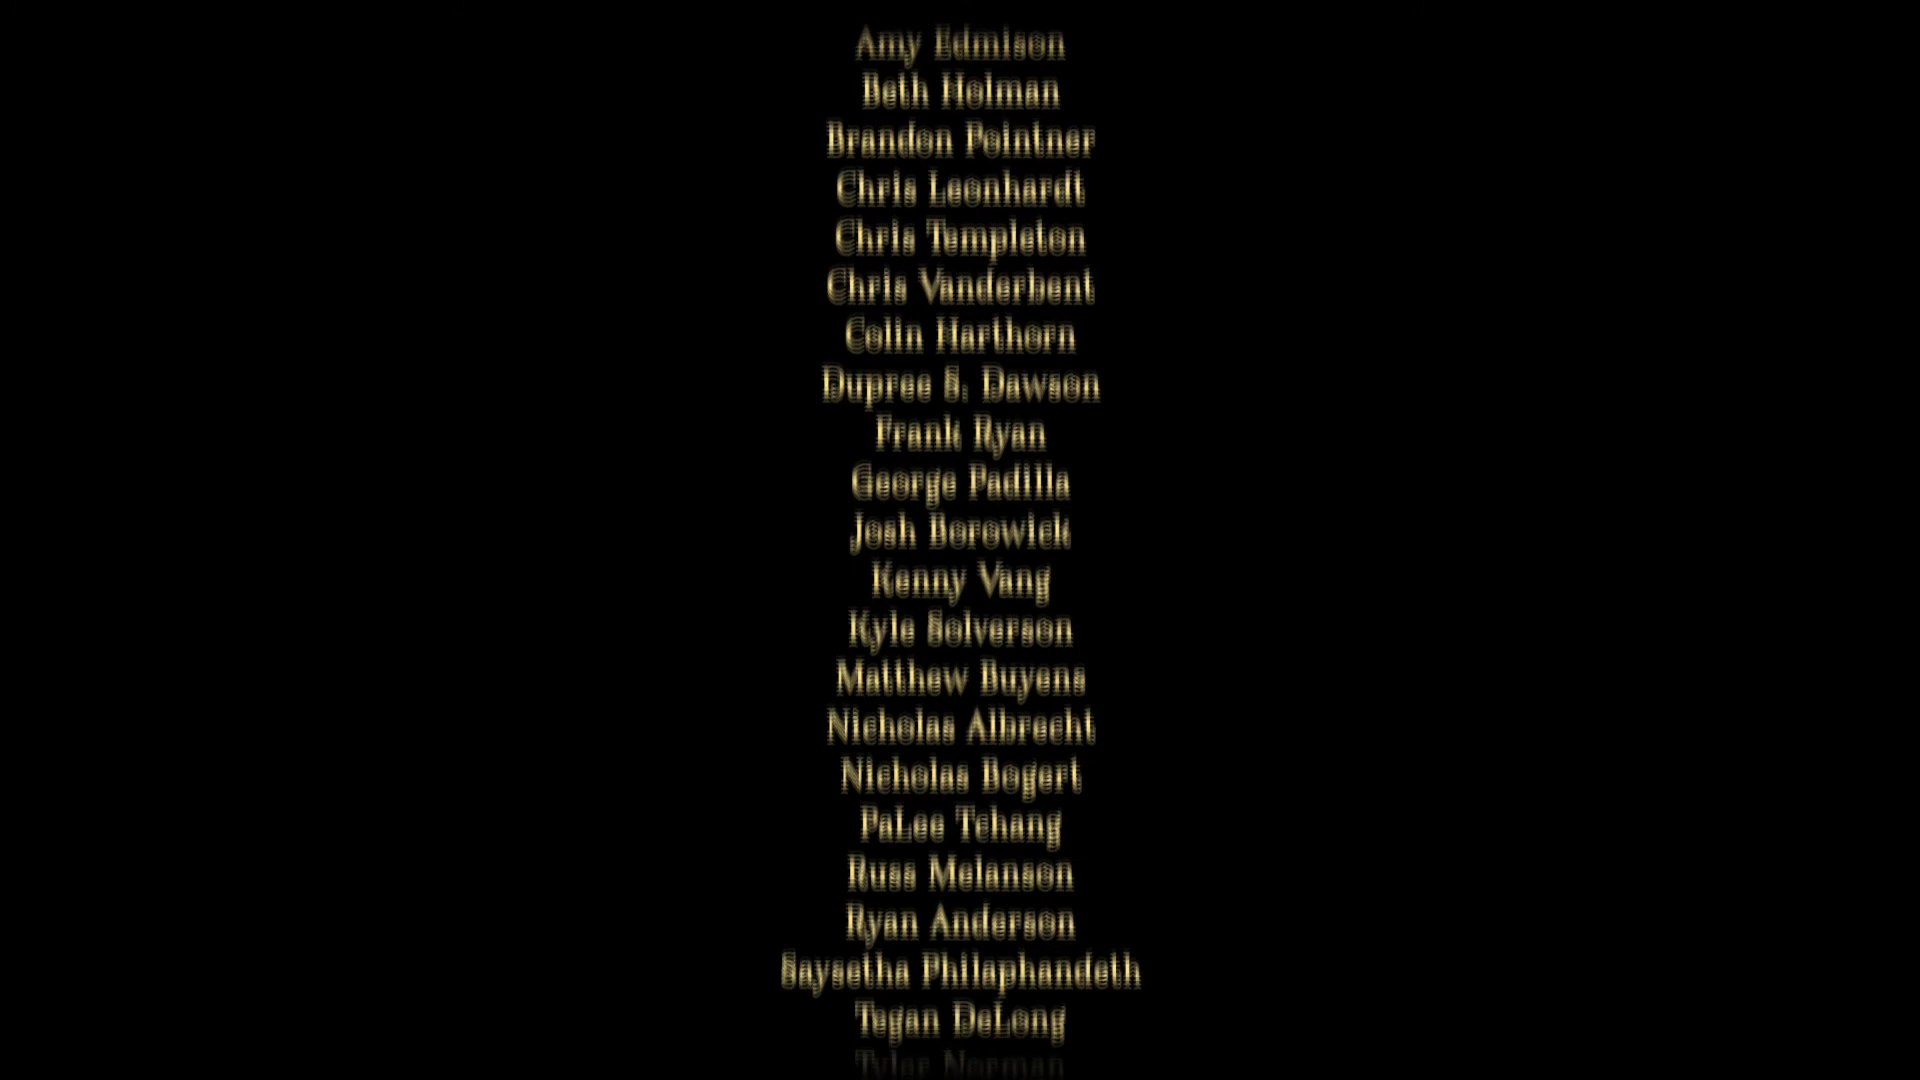 Amy Edmison
Beth Holman
Brandon Pointner
Chris Leonhardt
Chris Templeton
Chris Vanderbent
Colin Harthorn
Dupree S. Dawson
Frank Ryan
George Padilla
Josh Borowick
Kenny Vang
Kyle Solverson
Matthew Buyens
Nicholas Albrecht
Nicholas Bogert
PaLee Tchang
Russ Melanson
Ryan Anderson
Saysetha Philaphandeth
Tegan DeLong
Tyler Norman